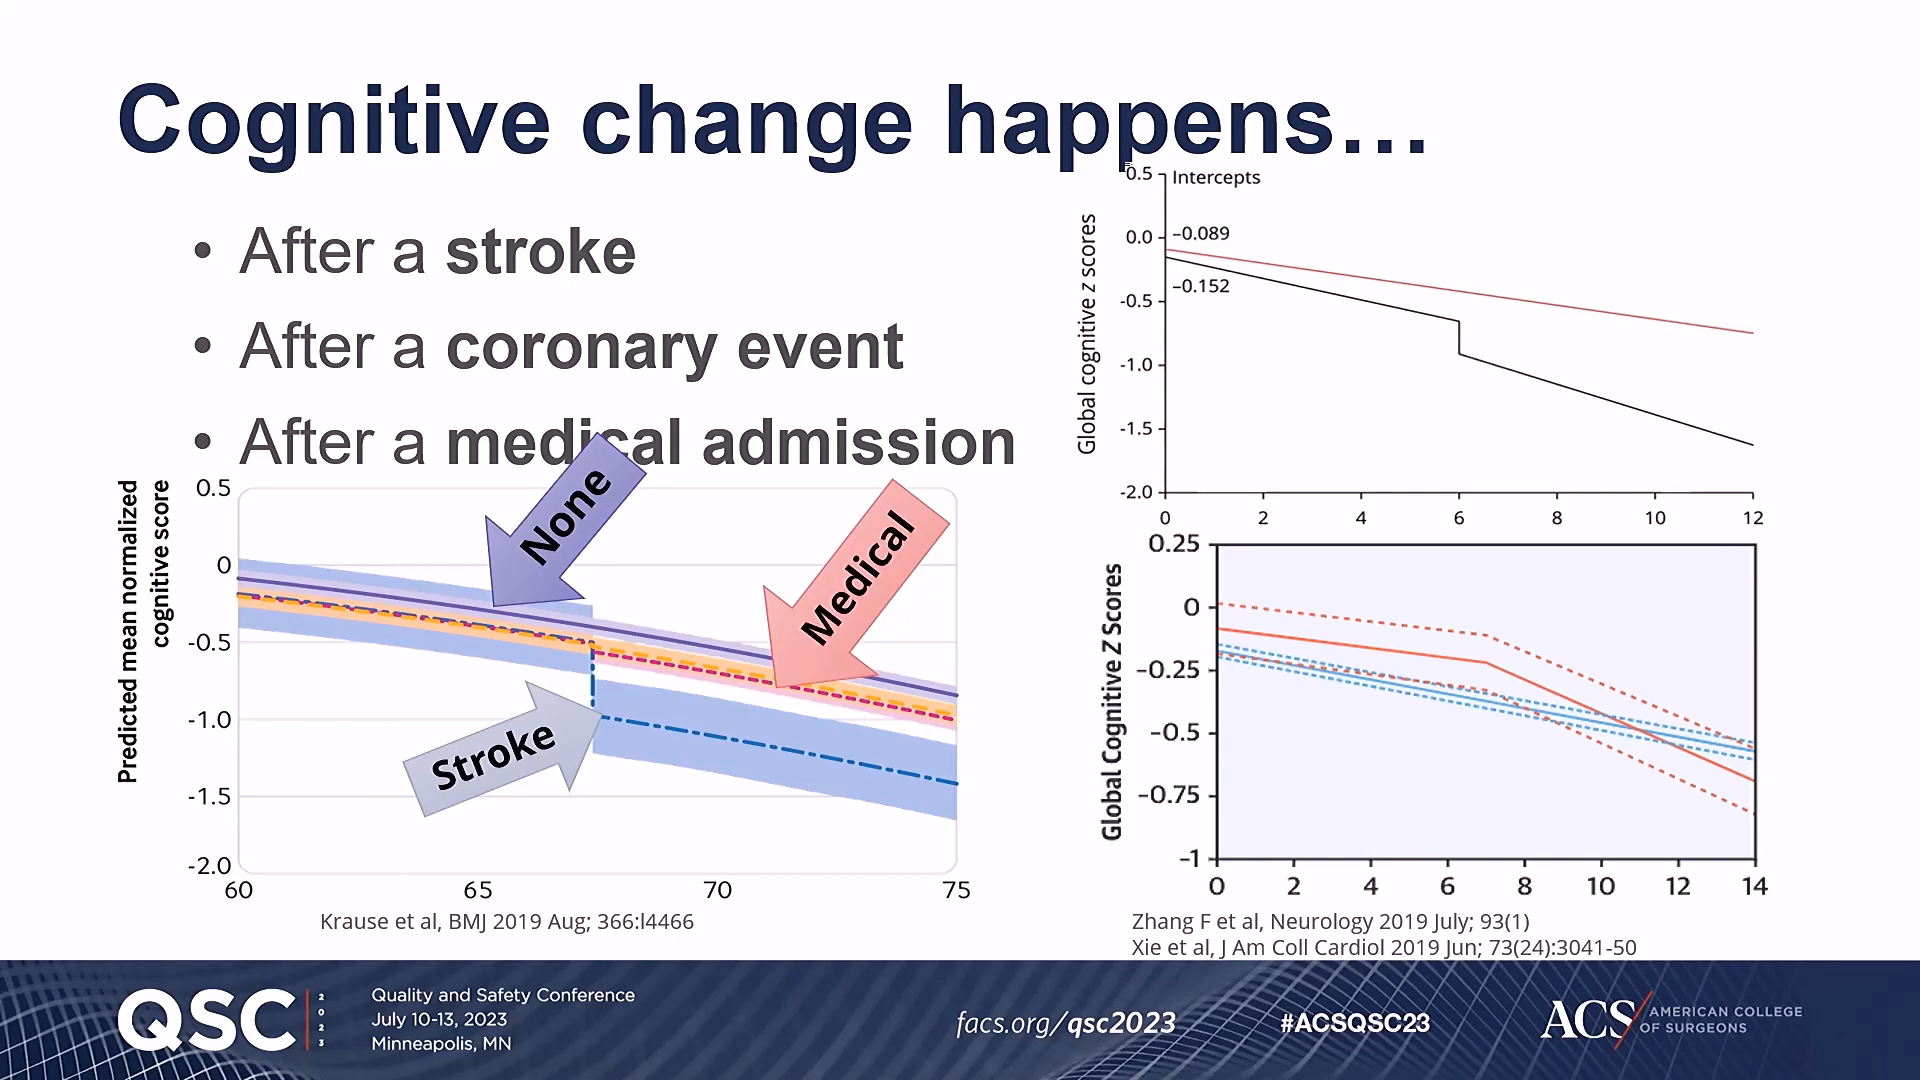 Cognitive change happens…
• After a stroke
• After a coronary event
• After a medical admission
0.5
Intercepts
0.0
–0.089
–0.152
-0.5
-1.0
-1.5
-2.0
Global cognitive z scores
0 2 4 6 8 10 12
Predicted mean normalized
cognitive score
0.5
0
-0.5
-1.0
-1.5
-2.0
None
Medical
Stroke
60 65 70 75
Krause et al, BMJ 2019 Aug; 366:l4466
Global Cognitive Z Scores
0.25
0
−0.25
−0.5
−0.75
−1
0 2 4 6 8 10 12 14
Zhang F et al, Neurology 2019 July; 93(1)
Xie et al, J Am Coll Cardiol 2019 Jun; 73(24):3041-50
QSC
2023
Quality and Safety Conference
July 10-13, 2023
Minneapolis, MN
facs.org/qsc2023
#ACSQSC23
ACS
AMERICAN COLLEGE
OF SURGEONS